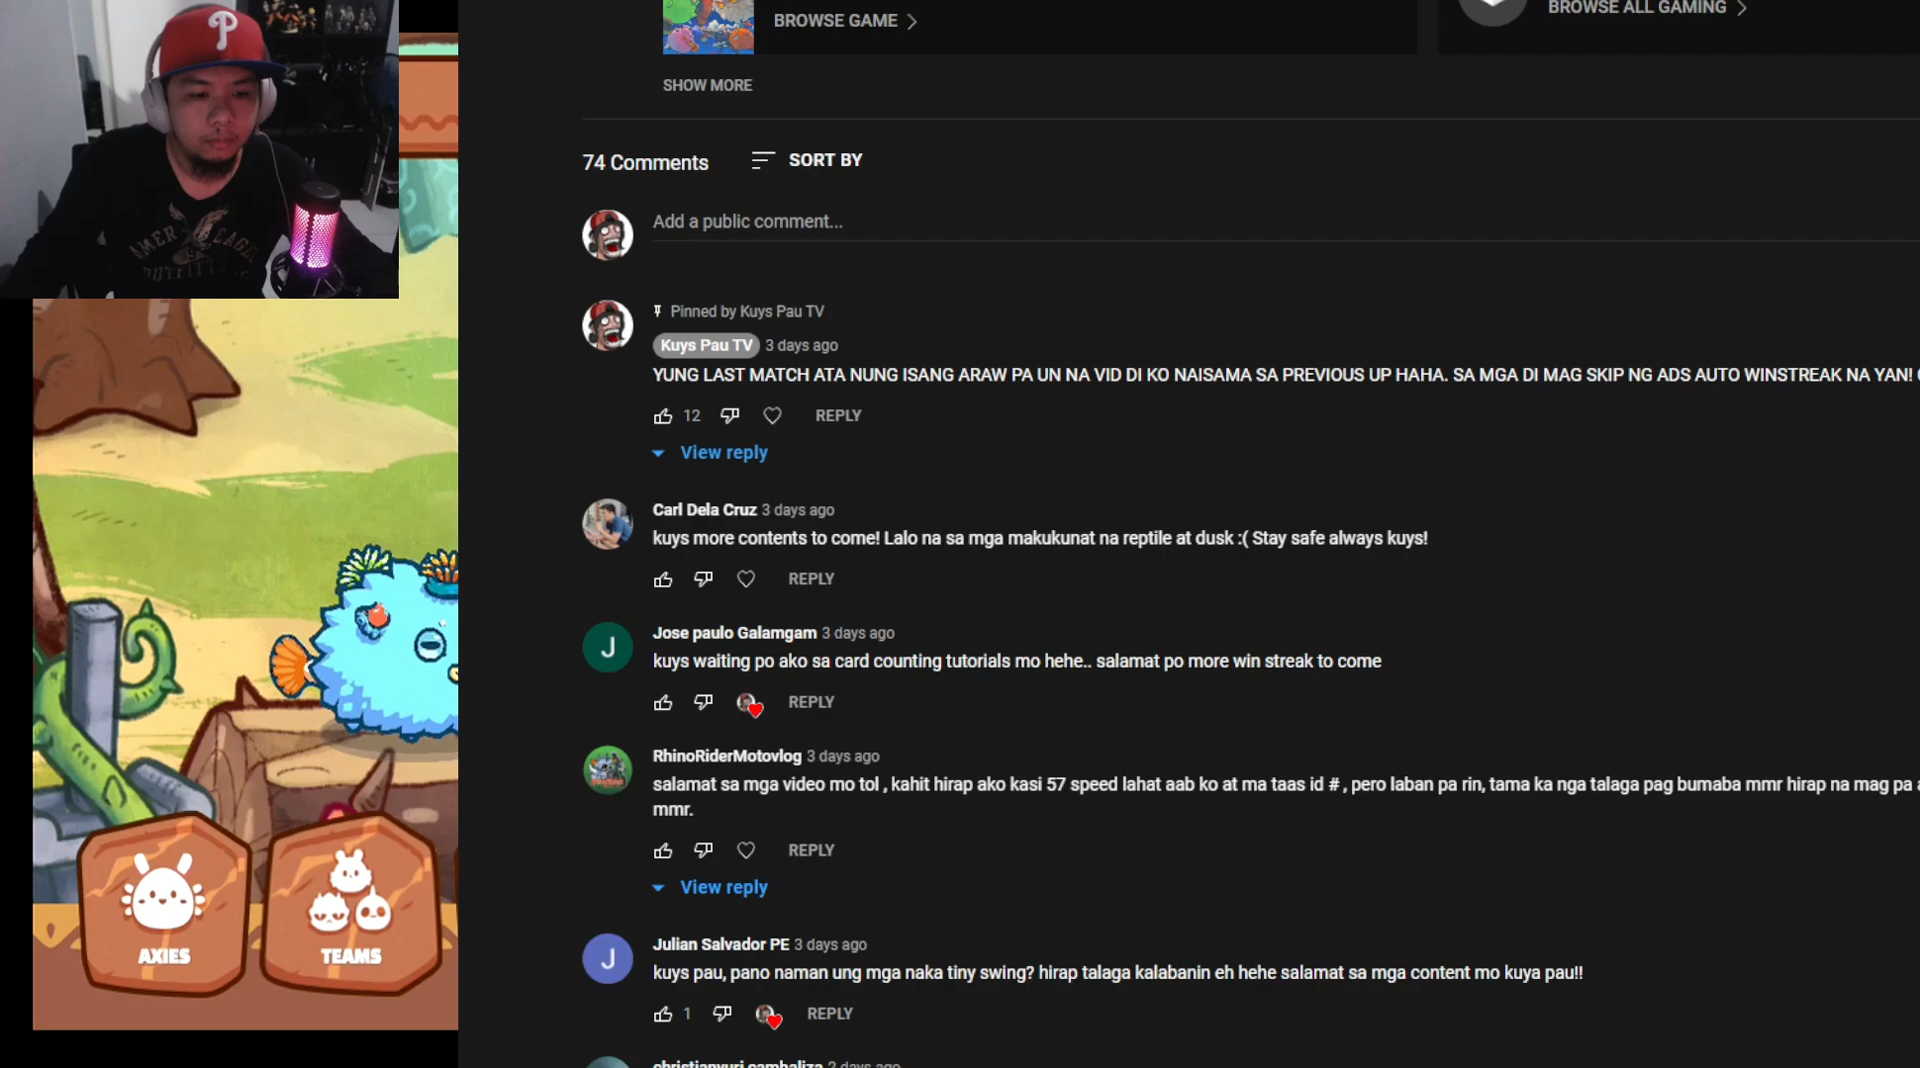 P
AMER EAGLE
OUTFITT
BROWSE GAME
BROWSE ALL GAMING
SHOW MORE
74 Comments SORT BY
Add a public comment...
Pinned by Kuys Pau TV
Kuys Pau TV 3 days ago
YUNG LAST MATCH ATA NUNG ISANG ARAW PA UN NA VID DI KO NAISAMA SA PREVIOUS UP HAHA. SA MGA DI MAG SKIP NG ADS AUTO WINSTREAK NA YAN!
12 REPLY
View reply
Carl Dela Cruz 3 days ago
kuys more contents to come! Lalo na sa mga makukunat na reptile at dusk :( Stay safe always kuys!
REPLY
J
Jose paulo Galamgam 3 days ago
kuys waiting po ako sa card counting tutorials mo hehe.. salamat po more win streak to come
REPLY
RhinoRiderMotovlog 3 days ago
salamat sa mga video mo tol , kahit hirap ako kasi 57 speed lahat aab ko at ma taas id # , pero laban pa rin, tama ka nga talaga pag bumaba mmr hirap na mag pa
mmr.
REPLY
View reply
J
Julian Salvador PE 3 days ago
kuys pau, pano naman ung mga naka tiny swing? hirap talaga kalabanin eh hehe salamat sa mga content mo kuya pau!!
1 REPLY
AXIES
TEAMS